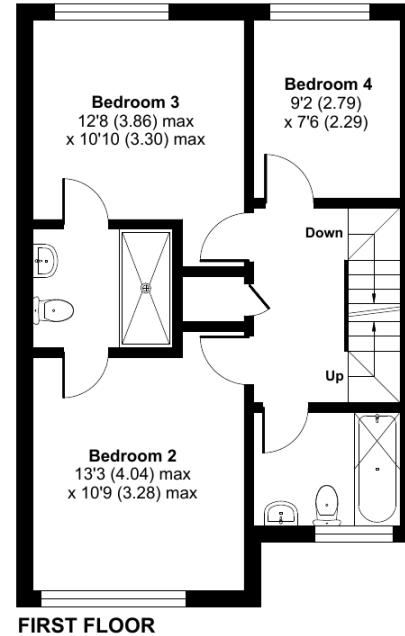 Bedroom 3
12'8 (3.86) max
x 10'10 (3.30) max
Bedroom 4
9'2 (2.79)
x 7'6 (2.29)
Down
Up
Bedroom 2
13'3 (4.04) max
x 10'9 (3.28) max
FIRST FLOOR